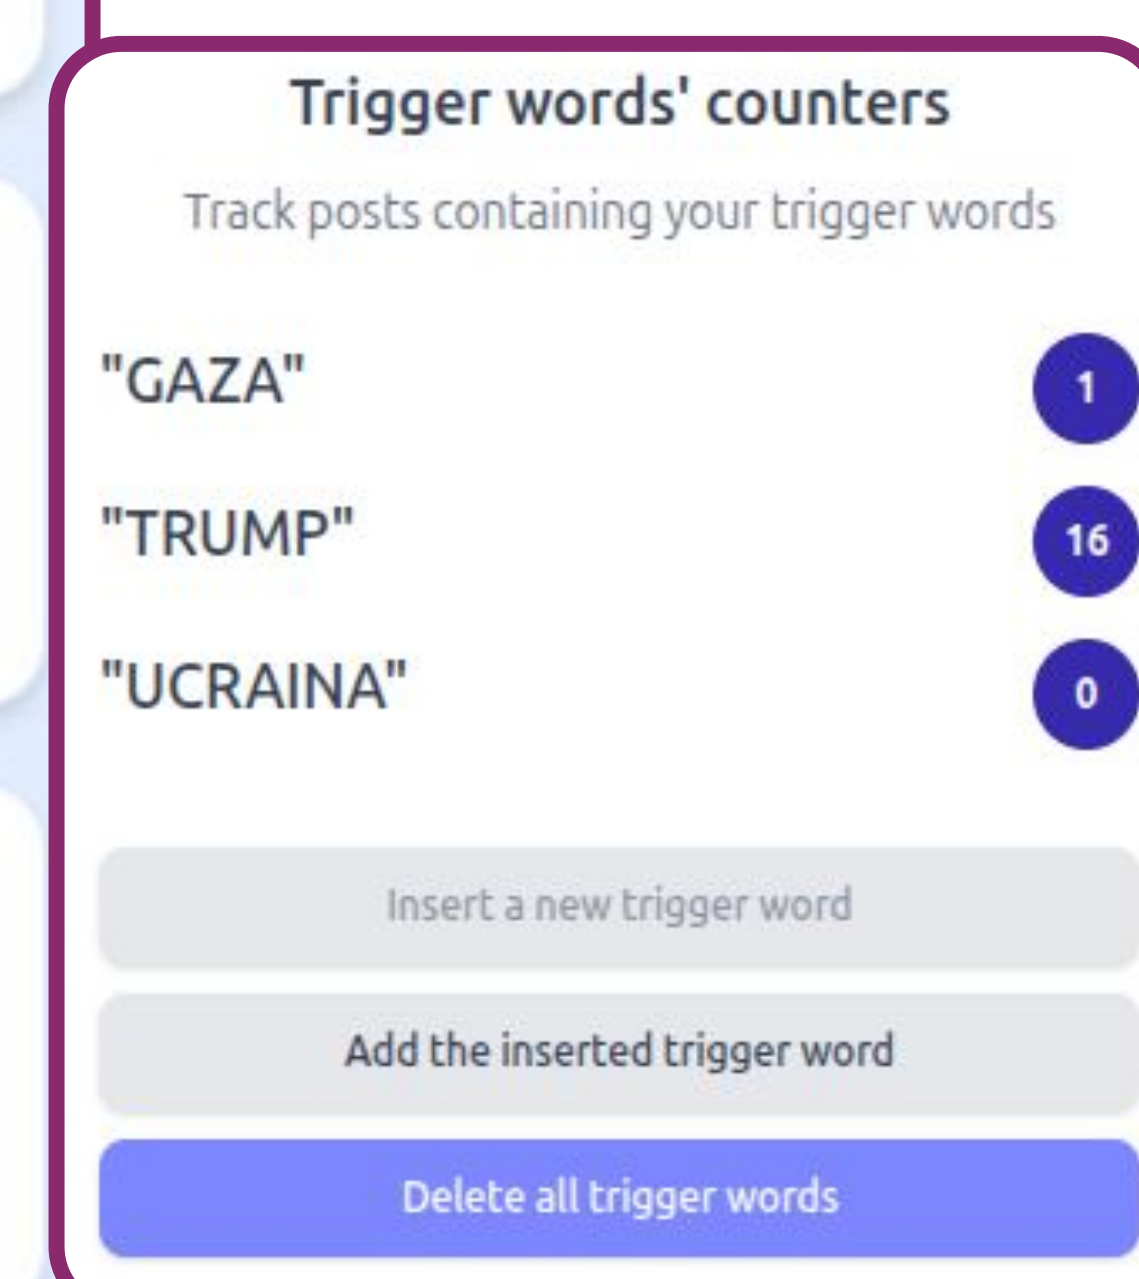 Trigger words' counters
Track posts containing your trigger words
"GAZA" 1
"TRUMP" 16
"UCRAINA" 0
Insert a new trigger word
Add the inserted trigger word
Delete all trigger words